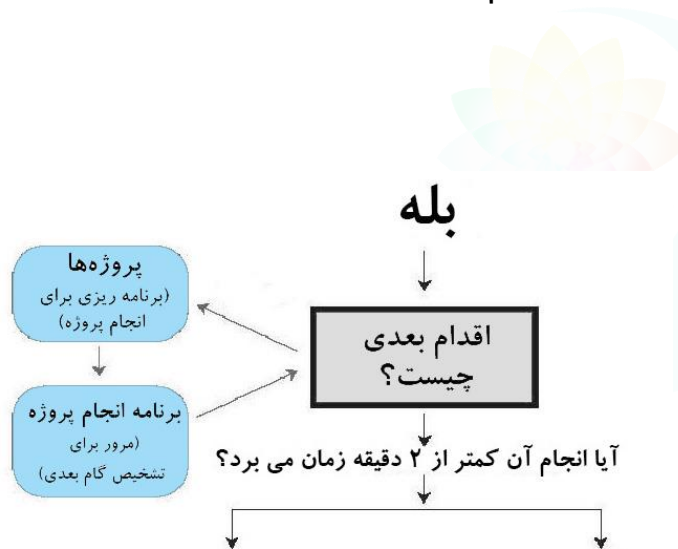 بله
پروژه‌ها
(برنامه ریزی برای
انجام پروژه)
اقدام بعدی
چیست؟
برنامه انجام پروژه
(مرور برای
تشخیص گام بعدی)
آیا انجام آن کمتر از ۲ دقیقه زمان می برد؟